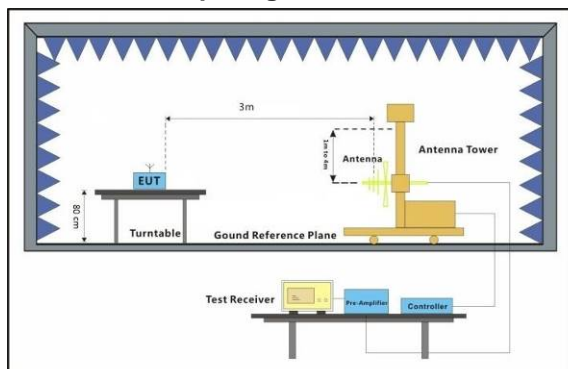 3m
1m to 4m
Antenna
Antenna Tower
EUT
80 cm
Turntable
Gound Reference Plane
Test Receiver
Pre-Amplifier
Controller